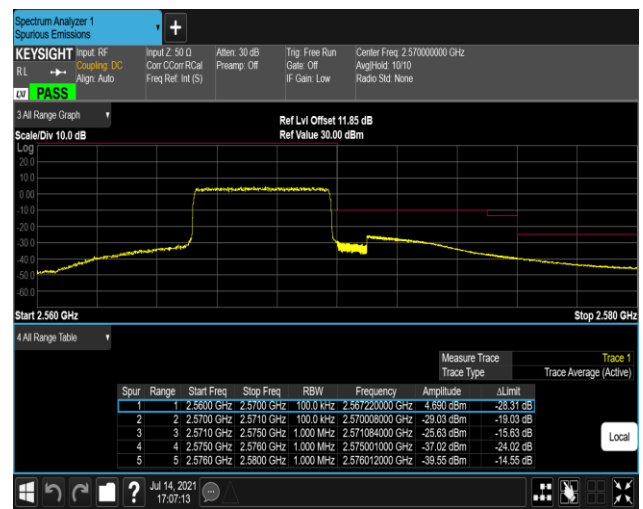 Spectrum Analyzer 1
Spurious Emissions
+
KEYSIGHT Input: RF Input Z: 50 Ω Atten: 30 dB Trig: Free Run Center Freq: 2.570000000 GHz
RL Coupling: DC Corr CCorr RCal Preamp: Off Gate: Off Avg|Hold: 10/10
Align: Auto Freq Ref: Int (S) IF Gain: Low Radio Std: None
LXI PASS
3 All Range Graph
Ref Lvl Offset 11.85 dB
Scale/Div 10.0 dB Ref Value 30.00 dBm
Log
20.0
10.0
0.00
-10.0
-20.0
-30.0
-40.0
-50.0
-60.0
Start 2.560 GHz Stop 2.580 GHz
4 All Range Table
Measure Trace Trace 1
Trace Type Trace Average (Active)
Spur Range Start Freq Stop Freq RBW Frequency Amplitude ΔLimit
1 1 2.5600 GHz 2.5700 GHz 100.0 kHz 2.567220000 GHz 4.690 dBm -28.31 dB
2 2 2.5700 GHz 2.5710 GHz 100.0 kHz 2.570008000 GHz -29.03 dBm -19.03 dB
3 3 2.5710 GHz 2.5750 GHz 1.000 MHz 2.571084000 GHz -25.63 dBm -15.63 dB
4 4 2.5750 GHz 2.5760 GHz 1.000 MHz 2.575001000 GHz -37.02 dBm -24.02 dB
5 5 2.5760 GHz 2.5800 GHz 1.000 MHz 2.576012000 GHz -39.55 dBm -14.55 dB
Local
? Jul 14, 2021
17:07:13